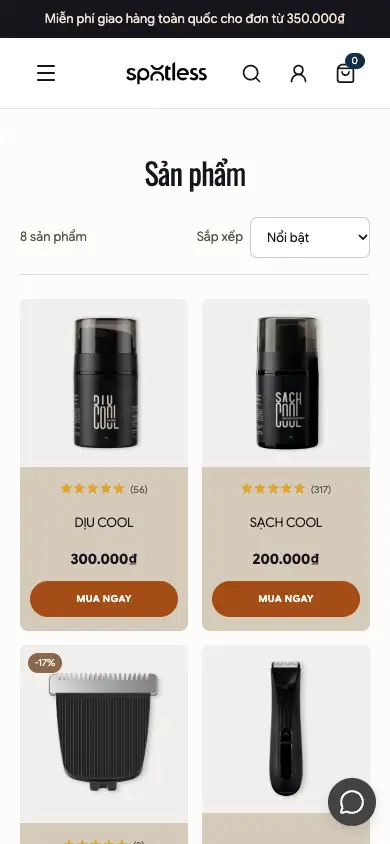 Miễn phí giao hàng toàn quốc cho đơn từ 350.000₫
spotless
0
Sản phẩm
8 sản phẩm
Sắp xếp
Nổi bật
DỊU
COOL
SẠCH
COOL
(56)
(317)
DỊU COOL
SẠCH COOL
300.000₫
200.000₫
MUA NGAY
MUA NGAY
-17%